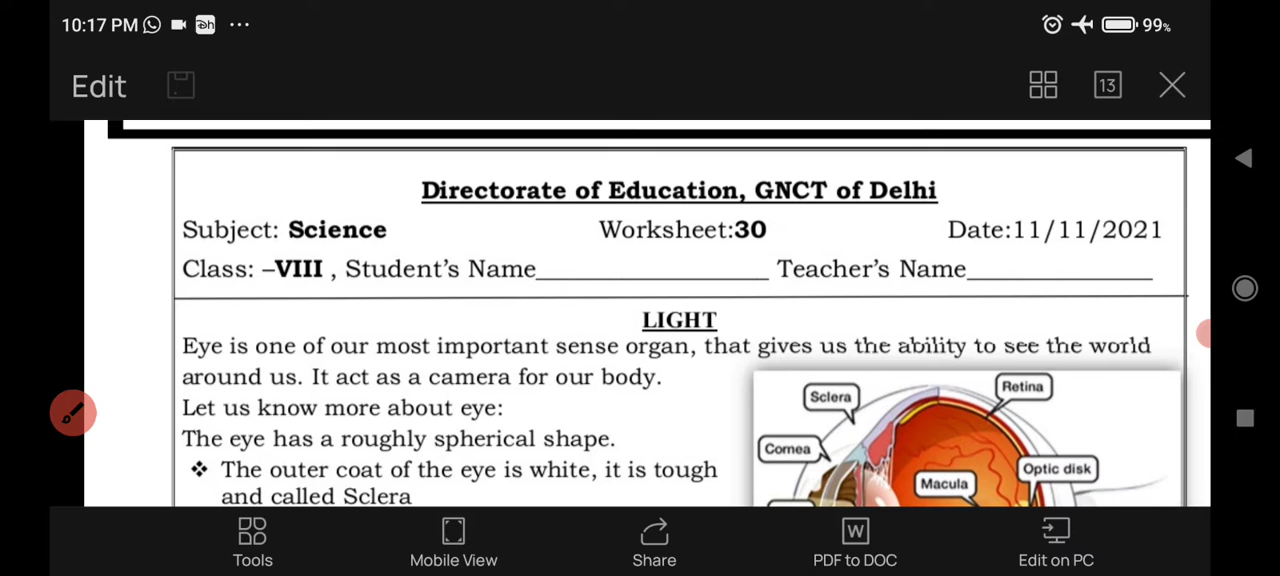 10:17 PM ... 99%
Edit 13
Directorate of Education, GNCT of Delhi
Subject: Science Worksheet:30 Date:11/11/2021
Class: –VIII , Student's Name_________________ Teacher's Name_____________
LIGHT
Eye is one of our most important sense organ, that gives us the ability to see the world
around us. It act as a camera for our body.
Let us know more about eye:
The eye has a roughly spherical shape.
❖ The outer coat of the eye is white, it is tough
and called Sclera
Sclera
Retina
Cornea
Optic disk
Macula
Tools Mobile View Share W PDF to DOC Edit on PC